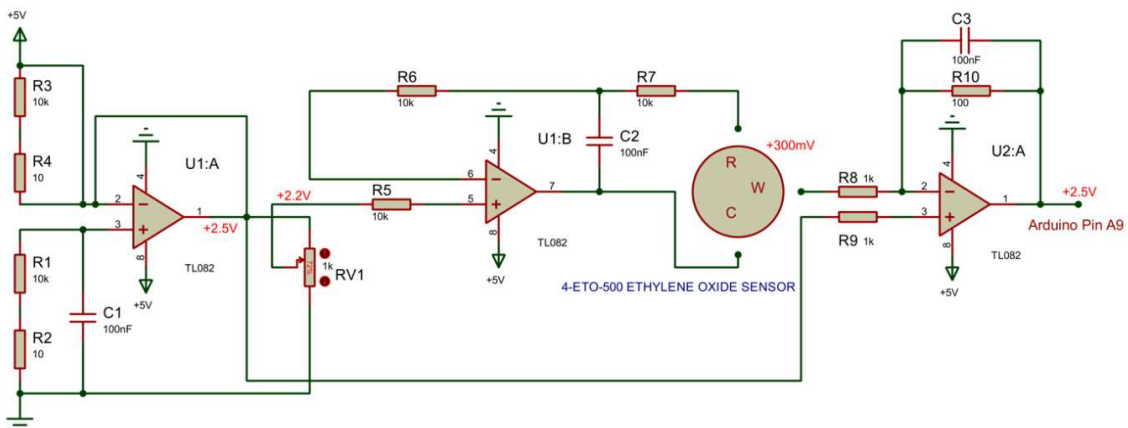 +5V
R3
10k
R4
10
4
U1:A
2
3
1
+2.5V
8
TL082
+5V
R1
10k
R2
10
C1
100nF
+2.2V
R5
10k
72%
1k
RV1
R6
10k
R7
10k
C2
100nF
4
U1:B
6
5
7
8
TL082
+5V
R
W
C
+300mV
4-ETO-500 ETHYLENE OXIDE SENSOR
R8 1k
R9 1k
C3
100nF
R10
100
4
U2:A
2
3
1
8
TL082
+5V
+2.5V
Arduino Pin A9